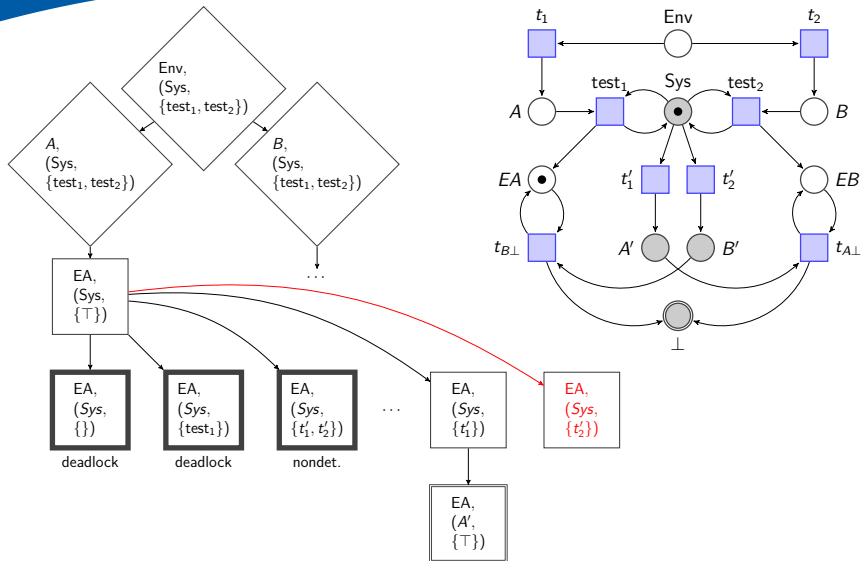 Env,
(Sys,
{test₁, test₂})
A,
(Sys,
{test₁, test₂})
B,
(Sys,
{test₁, test₂})
EA,
(Sys,
{⊤})
...
EA,
(Sys,
{})
deadlock
EA,
(Sys,
{test₁})
deadlock
EA,
(Sys,
{t′₁, t′₂})
nondet.
...
EA,
(Sys,
{t′₁})
EA,
(Sys,
{t′₂})
EA,
(A′,
{⊤})
t₁
Env
t₂
test₁
Sys
test₂
A
B
EA
t′₁
t′₂
EB
t_B⊥
A′
B′
t_A⊥
⊥